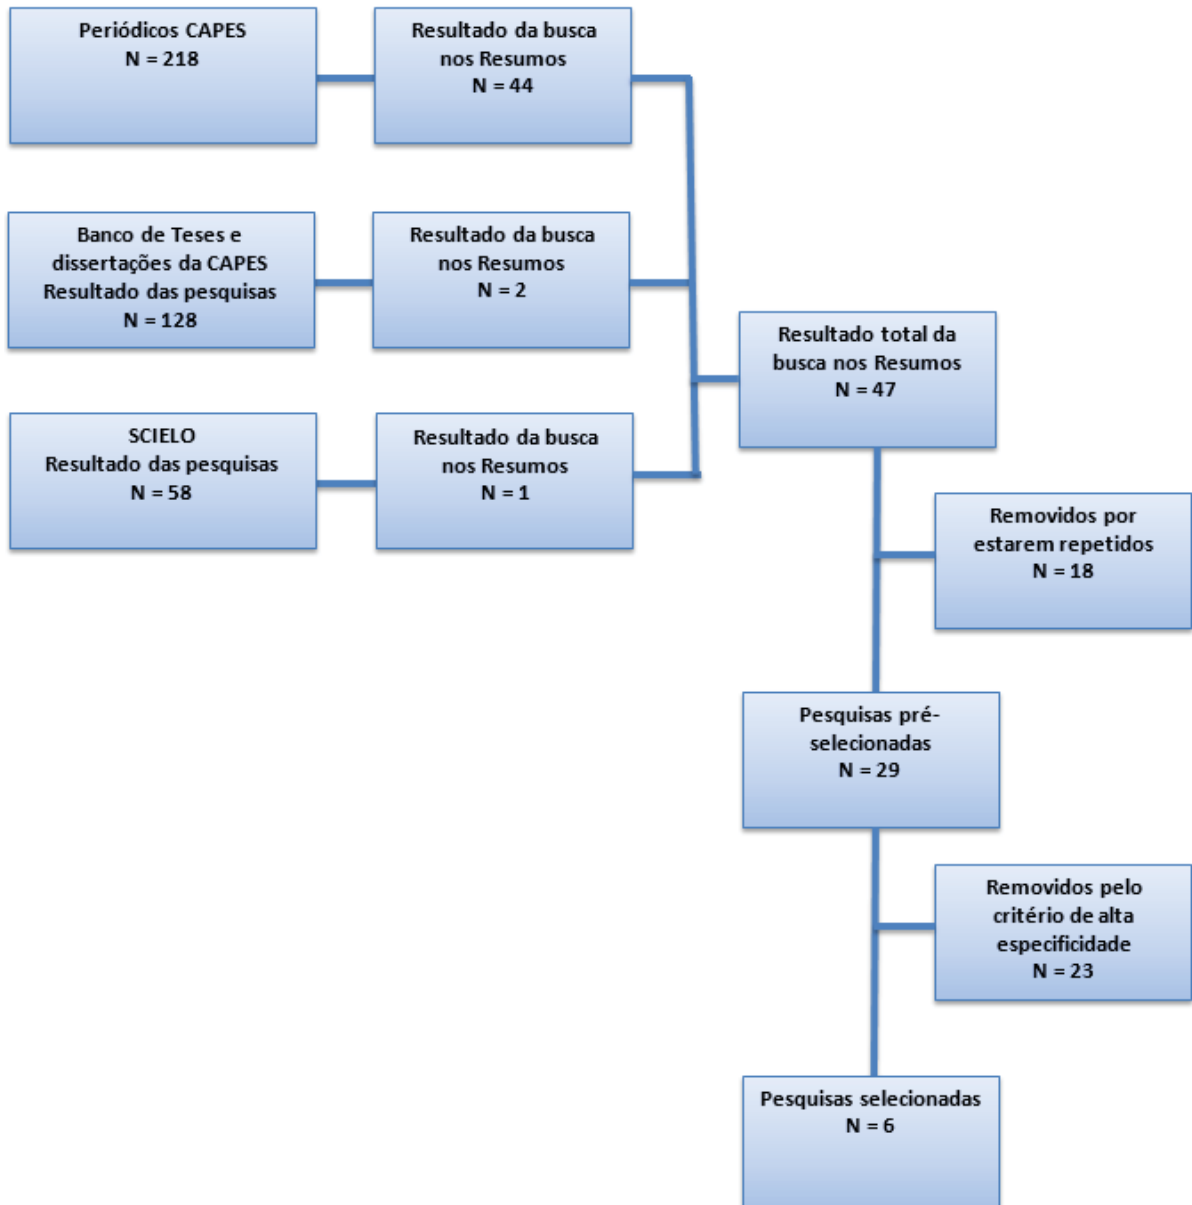 Periódicos CAPES
N = 218
Resultado da busca
nos Resumos
N = 44
Banco de Teses e
dissertações da CAPES
Resultado das pesquisas
N = 128
Resultado da busca
nos Resumos
N = 2
SCIELO
Resultado das pesquisas
N = 58
Resultado da busca
nos Resumos
N = 1
Resultado total da
busca nos Resumos
N = 47
Removidos por
estarem repetidos
N = 18
Pesquisas pré-
selecionadas
N = 29
Removidos pelo
critério de alta
especificidade
N = 23
Pesquisas selecionadas
N = 6